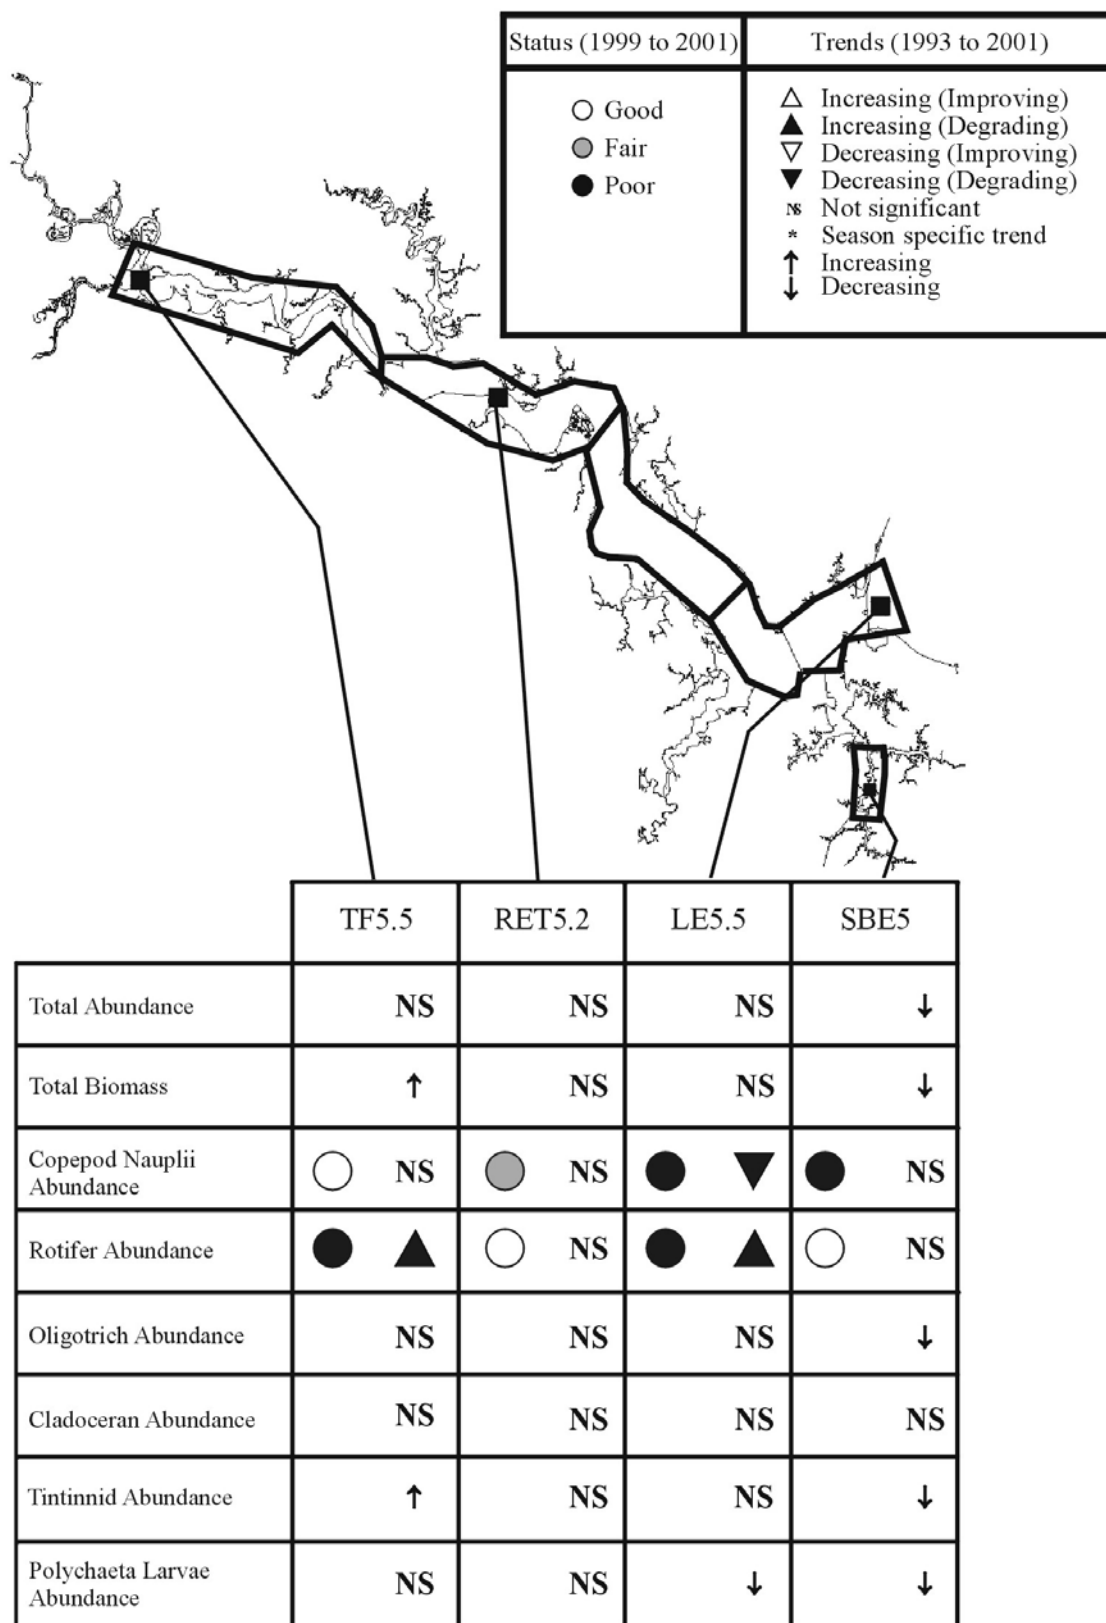 Status (1999 to 2001) Trends (1993 to 2001)
Good
Fair
Poor
Increasing (Improving)
Increasing (Degrading)
Decreasing (Improving)
Decreasing (Degrading)
NS Not significant
* Season specific trend
↑ Increasing
↓ Decreasing
TF5.5 RET5.2 LE5.5 SBE5
Total Abundance NS NS NS ↓
Total Biomass ↑ NS NS ↓
Copepod Nauplii
Abundance NS NS NS
Rotifer Abundance NS NS
Oligotrich Abundance NS NS NS ↓
Cladoceran Abundance NS NS NS NS
Tintinnid Abundance ↑ NS NS ↓
Polychaeta Larvae
Abundance NS NS ↓ ↓